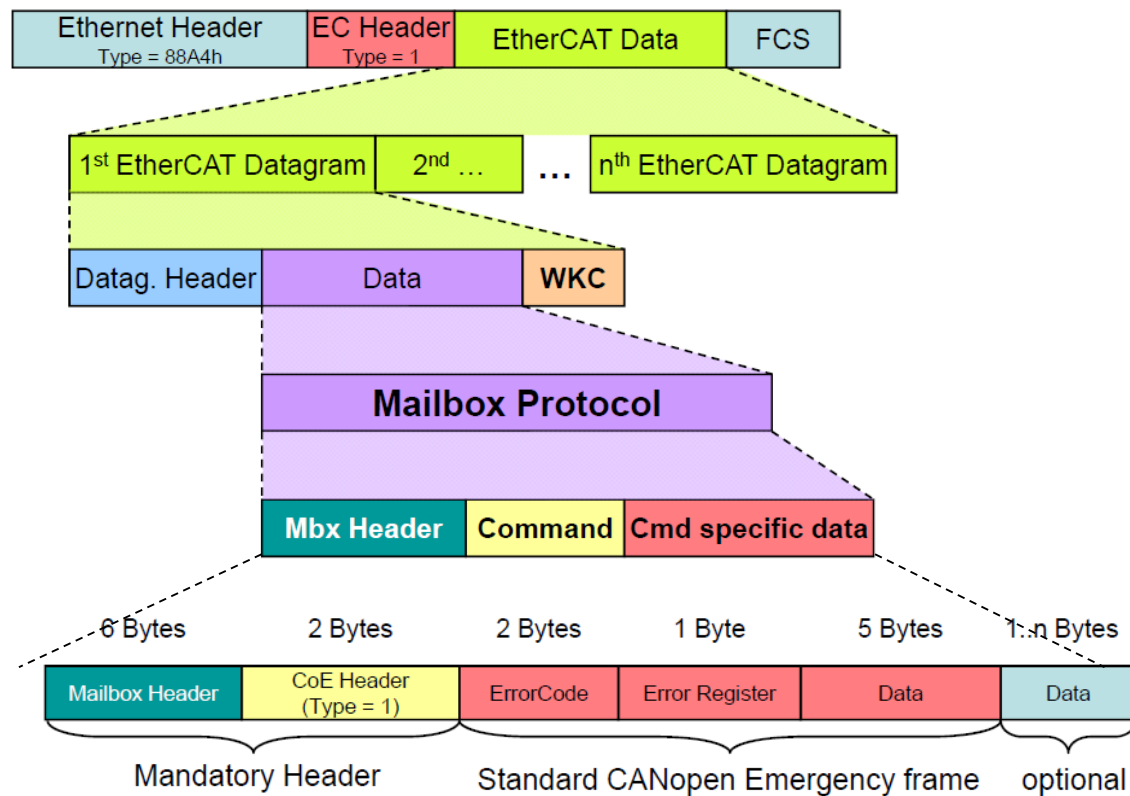 Ethernet Header
Type = 88A4h
EC Header
Type = 1
EtherCAT Data
FCS
1st EtherCAT Datagram
2nd ...
...
nth EtherCAT Datagram
Datag. Header
Data
WKC
Mailbox Protocol
Mbx Header
Command
Cmd specific data
6 Bytes
2 Bytes
2 Bytes
1 Byte
5 Bytes
1..n Bytes
Mailbox Header
CoE Header
(Type = 1)
ErrorCode
Error Register
Data
Data
Mandatory Header
Standard CANopen Emergency frame
optional